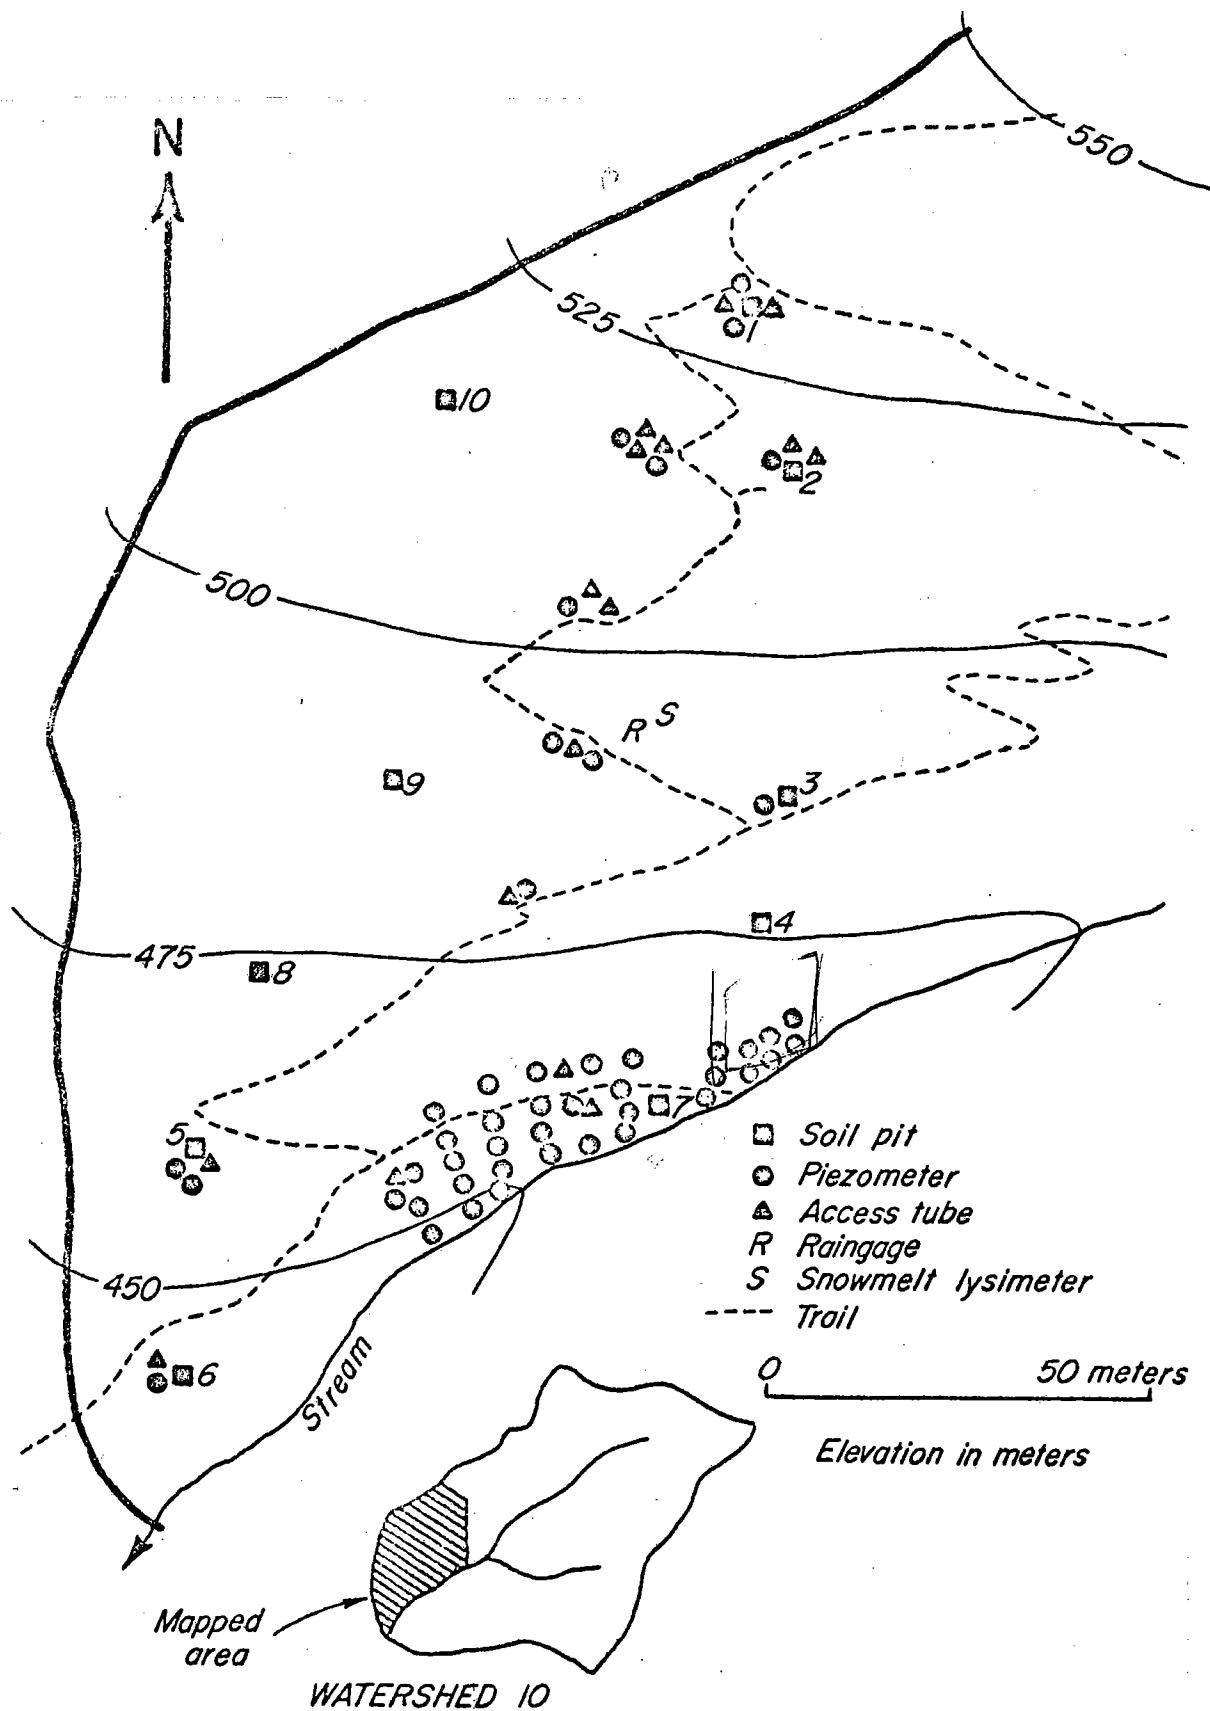 N
550
525
1
10
2
500
R S
9
3
4
475
8
5
7
Soil pit
Piezometer
Access tube
R Raingage
S Snowmelt lysimeter
Trail
450
6
Stream
0 50 meters
Elevation in meters
Mapped
area
WATERSHED 10